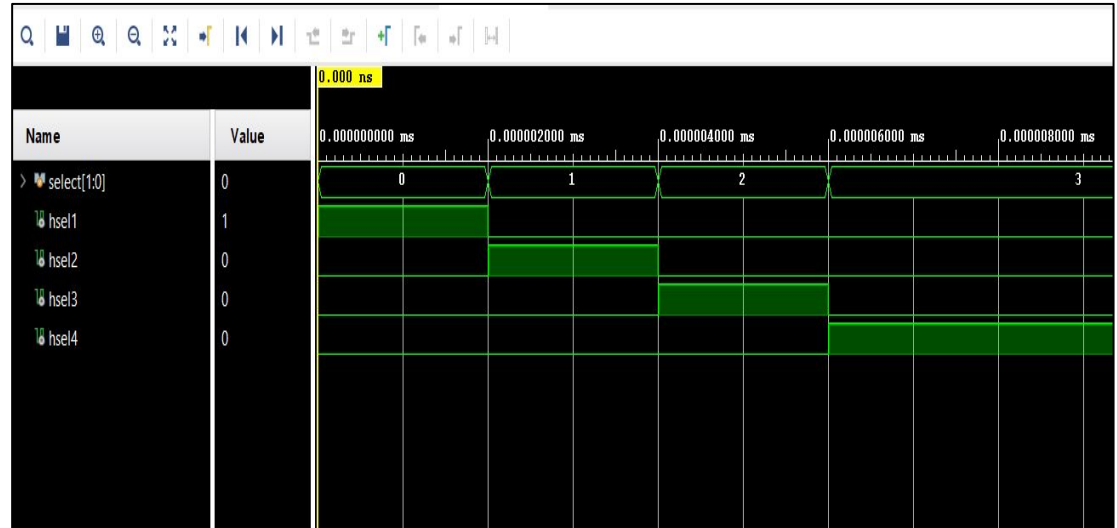 0.000 ns
Name Value
0.000000000 ms 0.000002000 ms 0.000004000 ms 0.000006000 ms 0.000008000 ms
select[1:0] 0 0 1 2 3
hsel1 1
hsel2 0
hsel3 0
hsel4 0